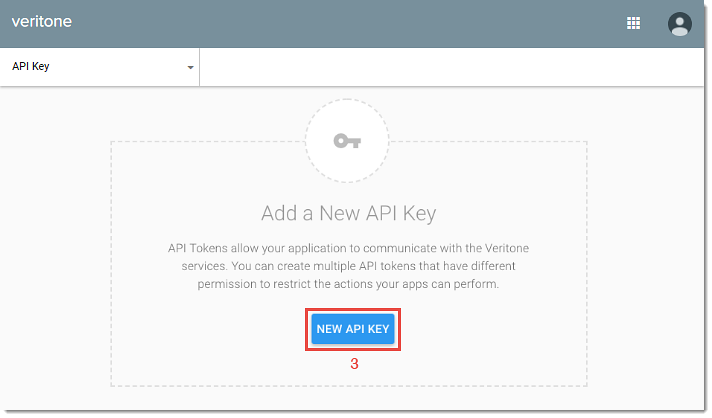 veritone
API Key
Add a New API Key
API Tokens allow your application to communicate with the Veritone
services. You can create multiple API tokens that have different
permission to restrict the actions your apps can perform.
NEW API KEY
3